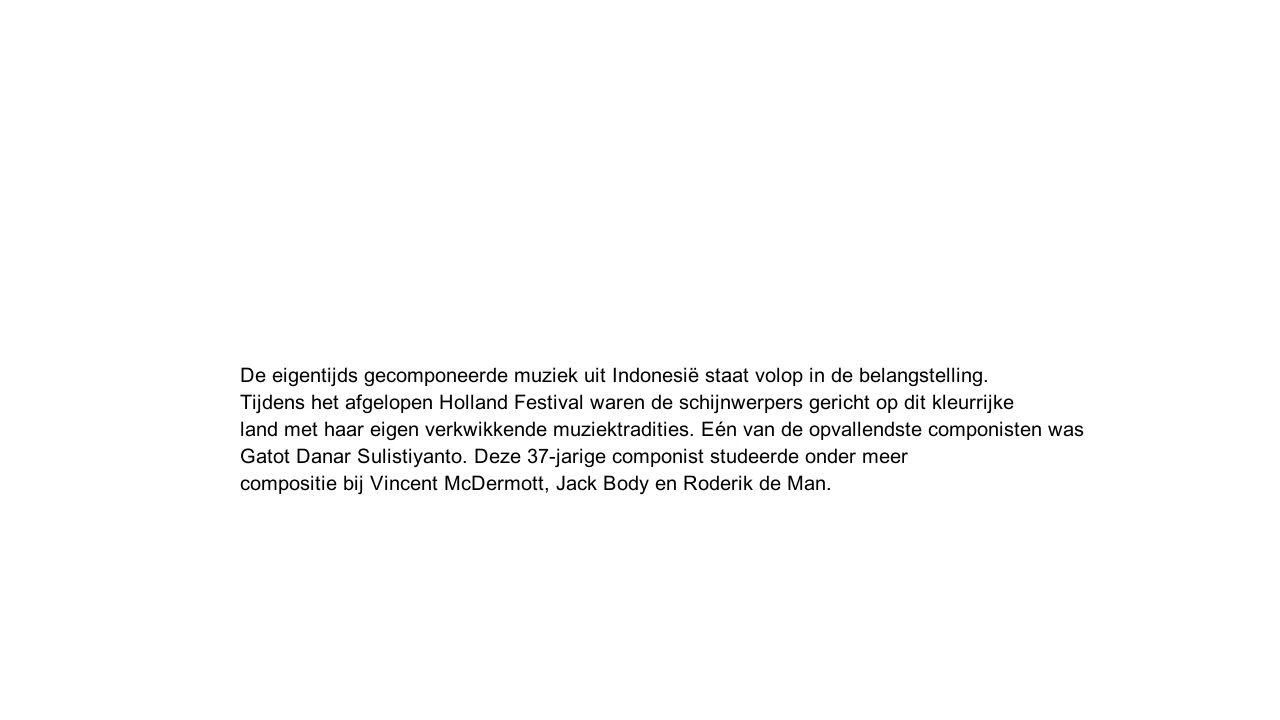 De eigentijds gecomponeerde muziek uit Indonesië staat volop in de belangstelling.
Tijdens het afgelopen Holland Festival waren de schijnwerpers gericht op dit kleurrijke
land met haar eigen verkwikkende muziektradities. Eén van de opvallendste componisten was
Gatot Danar Sulistiyanto. Deze 37-jarige componist studeerde onder meer
compositie bij Vincent McDermott, Jack Body en Roderik de Man.